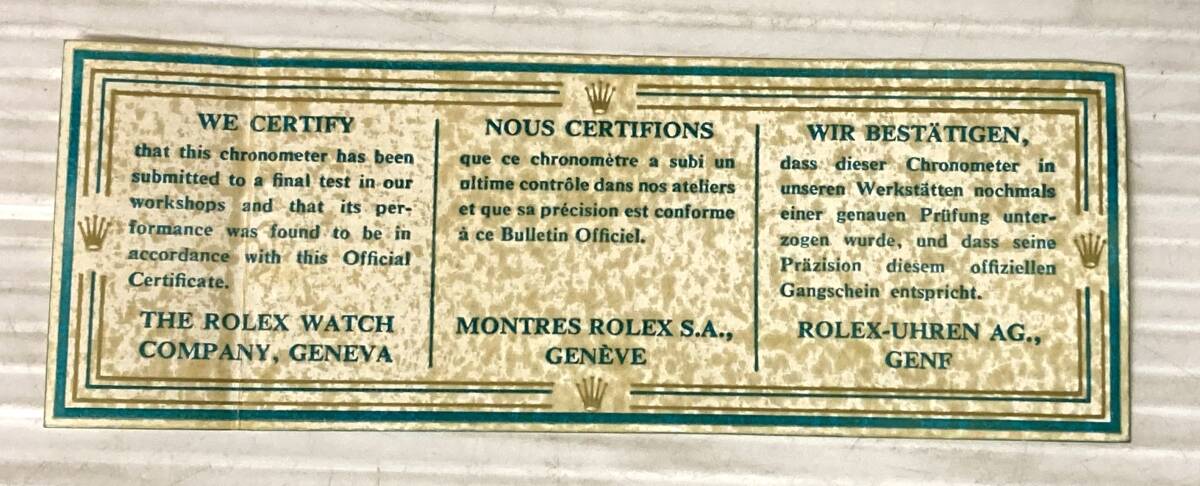 WE CERTIFY
that this chronometer has been
submitted to a final test in our
workshops and that its per-
formance was found to be in
accordance with this Official
Certificate.
THE ROLEX WATCH
COMPANY, GENEVA
NOUS CERTIFIONS
que ce chronomètre a subi un
ultime contrôle dans nos ateliers
et que sa précision est conforme
à ce Bulletin Officiel.
MONTRES ROLEX S.A.,
GENÈVE
WIR BESTÄTIGEN,
dass dieser Chronometer in
unseren Werkstätten nochmals
einer genauen Prüfung unter-
zogen wurde, und dass seine
Präzision diesem offiziellen
Gangschein entspricht.
ROLEX-UHREN AG.,
GENF